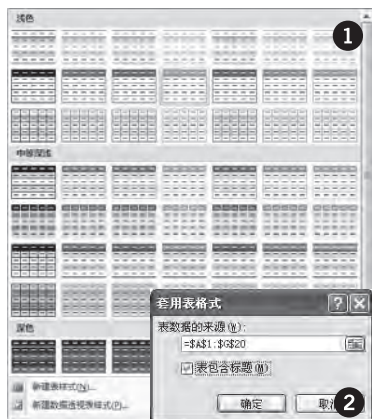 浅色
1
中等深浅
套用表格式
表数据的来源(W):
=$A$1:$G$20
表包含标题(M)
确定
2
深色
新建表样式(N)...
新建数据透视表样式(P)...